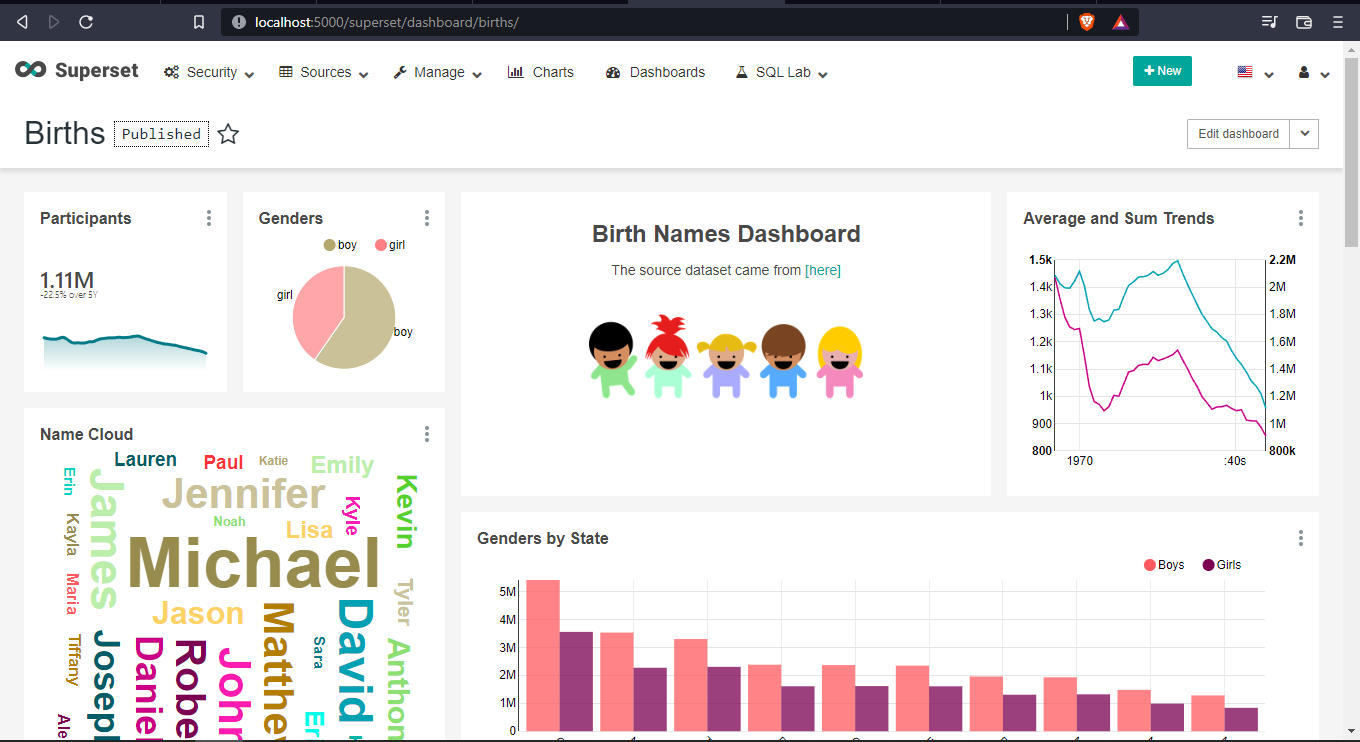 localhost:5000/superset/dashboard/births/
Superset Security Sources Manage Charts Dashboards SQL Lab + New
Births Published Edit dashboard
Participants
1.11M
-22.5% over 5Y
Genders
boy girl
girl
boy
Birth Names Dashboard
The source dataset came from [here]
Average and Sum Trends
1.5k 2.2M
1.4k 2M
1.3k 1.8M
1.2k 1.6M
1.1k 1.4M
1k 1.2M
900 1M
800 800k
1970 :40s
Name Cloud
Lauren Paul Katie Emily
Erin James Jennifer Kyle Kevin
Kayla Noah Lisa
Michael
Maria Jason Tyler
Tiffany Matthew David Sara Anthon
Joseph Daniel Robe John
Ale Er
Genders by State
Boys Girls
5M
4M
3M
2M
1M
0